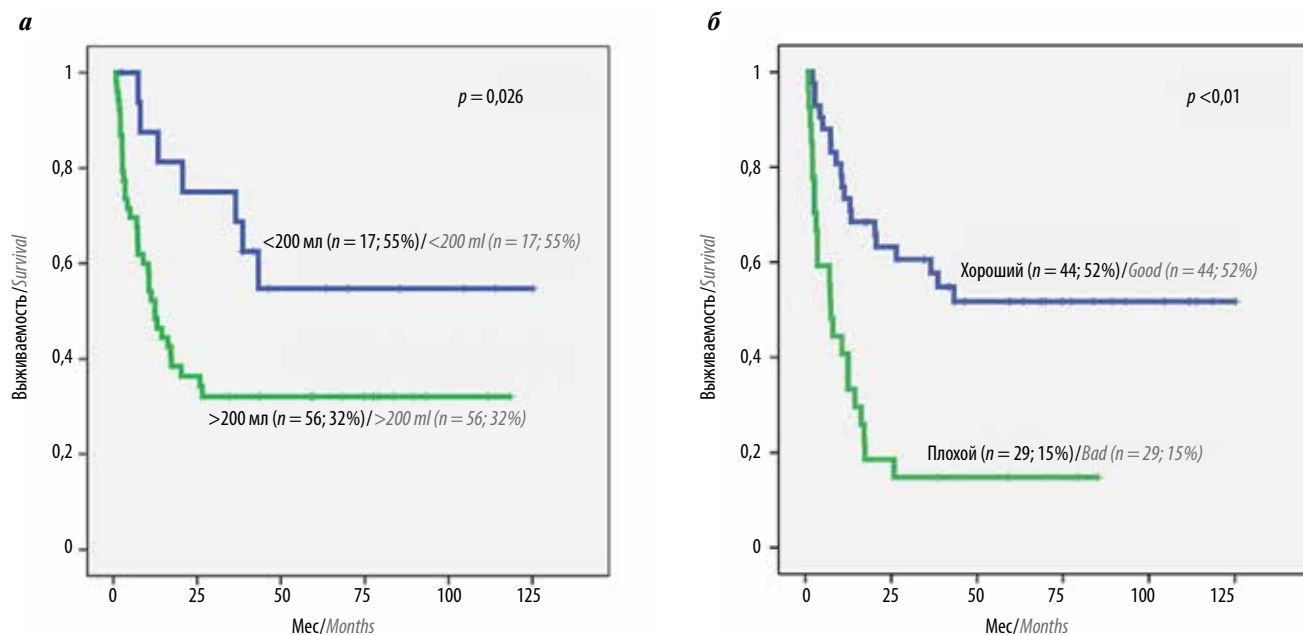 а
Выживаемость/Survival
1
0,8
0,6
0,4
0,2
0
p = 0,026
<200 мл (n = 17; 55%)/<200 ml (n = 17; 55%)
>200 мл (n = 56; 32%)/>200 ml (n = 56; 32%)
0 25 50 75 100 125
Мес/Months
б
Выживаемость/Survival
1
0,8
0,6
0,4
0,2
0
p <0,01
Хороший (n = 44; 52%)/Good (n = 44; 52%)
Плохой (n = 29; 15%)/Bad (n = 29; 15%)
0 25 50 75 100 125
Мес/Months